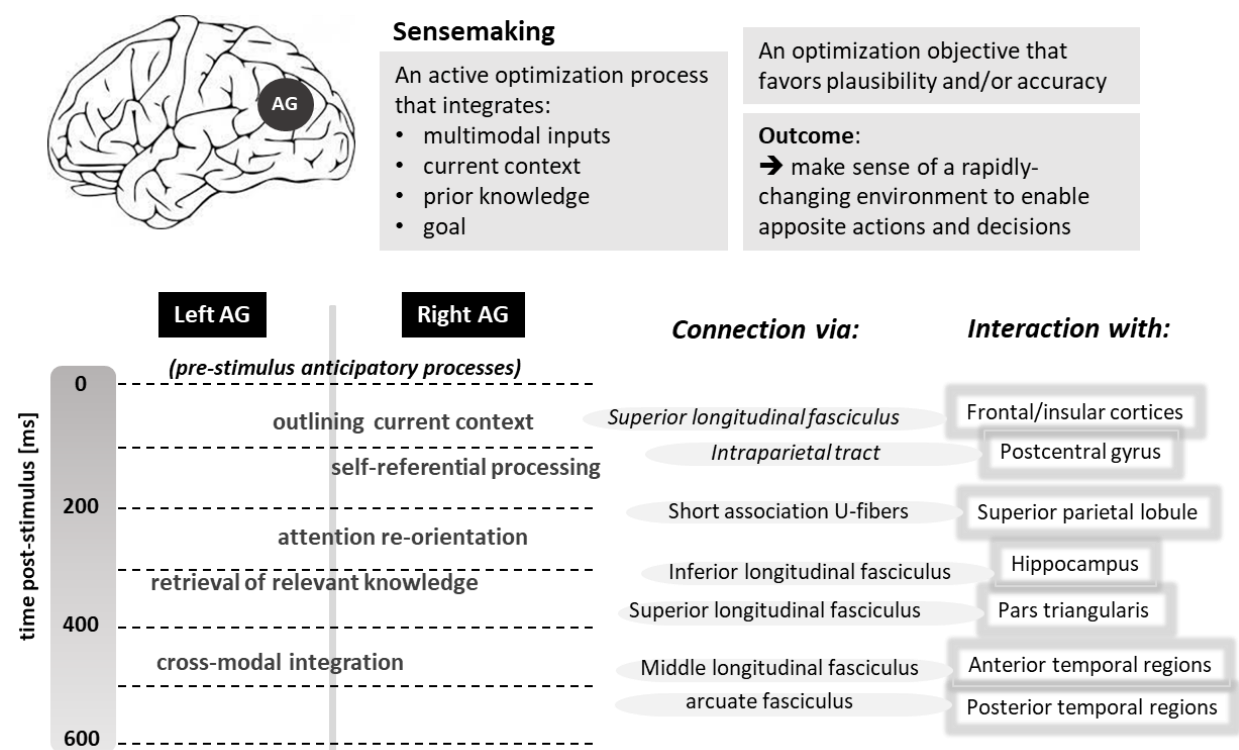 AG
Sensemaking
An active optimization process
that integrates:
• multimodal inputs
• current context
• prior knowledge
• goal
An optimization objective that
favors plausibility and/or accuracy
Outcome:
➔ make sense of a rapidly-
changing environment to enable
apposite actions and decisions
Left AG
Right AG
Connection via:
Interaction with:
(pre-stimulus anticipatory processes)
time post-stimulus [ms]
0
200
400
600
outlining current context
self-referential processing
attention re-orientation
retrieval of relevant knowledge
cross-modal integration
Superior longitudinal fasciculus
Frontal/insular cortices
Intraparietal tract
Postcentral gyrus
Short association U-fibers
Superior parietal lobule
Inferior longitudinal fasciculus
Hippocampus
Superior longitudinal fasciculus
Pars triangularis
Middle longitudinal fasciculus
Anterior temporal regions
arcuate fasciculus
Posterior temporal regions